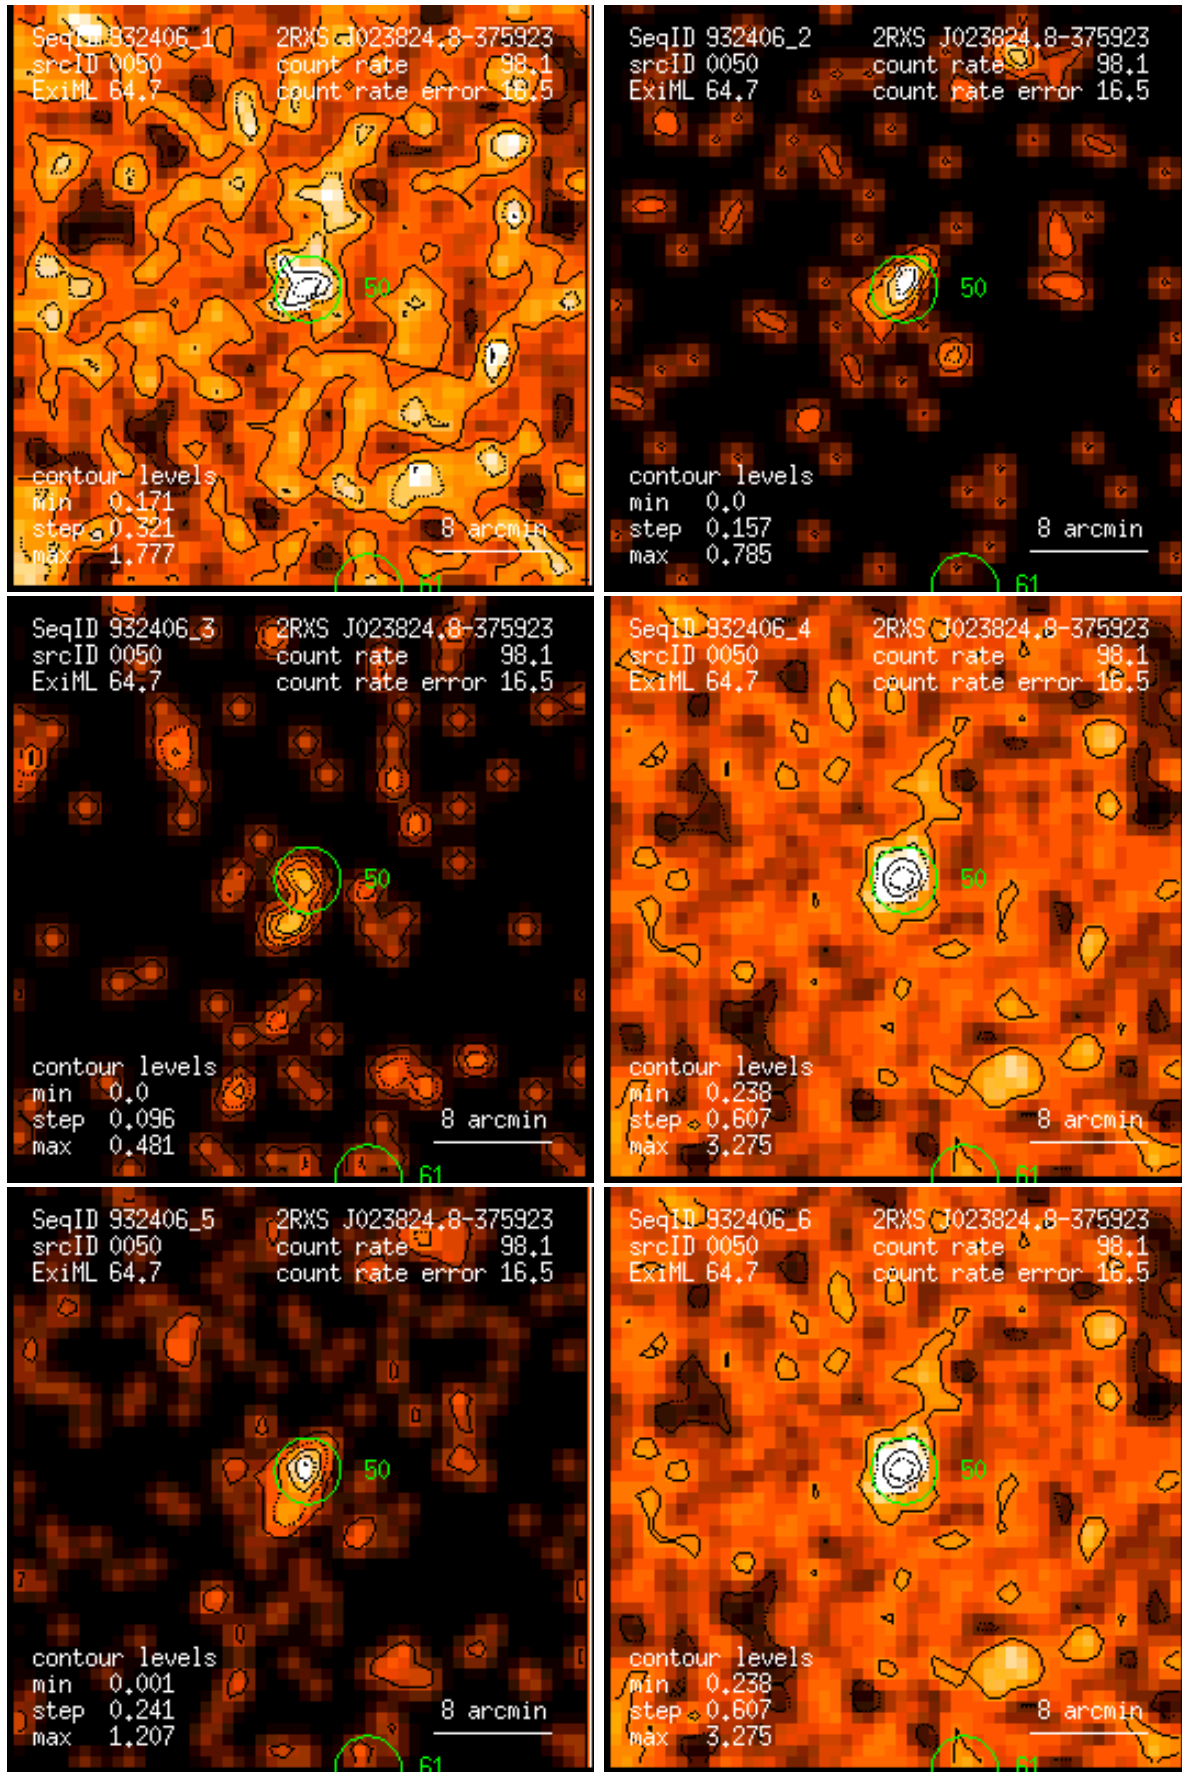 SeqID 932406_1 2RXS J023824.8-375923
srcID 0050 count rate 98.1
ExiML 64.7 count rate error 16.5
50
contour levels
min 0.171
step 0.321 8 arcmin
max 1.777
61
SeqID 932406_2 2RXS J023824.8-375923
srcID 0050 count rate 98.1
ExiML 64.7 count rate error 16.5
50
contour levels
min 0.0
step 0.157 8 arcmin
max 0.785
61
SeqID 932406_3 2RXS J023824.8-375923
srcID 0050 count rate 98.1
ExiML 64.7 count rate error 16.5
50
contour levels
min 0.0
step 0.096 8 arcmin
max 0.481
61
SeqID 932406_4 2RXS J023824.8-375923
srcID 0050 count rate 98.1
ExiML 64.7 count rate error 16.5
50
contour levels
min 0.238
step 0.607 8 arcmin
max 3.275
61
SeqID 932406_5 2RXS J023824.8-375923
srcID 0050 count rate 98.1
ExiML 64.7 count rate error 16.5
50
contour levels
min 0.001
step 0.241 8 arcmin
max 1.207
61
SeqID 932406_6 2RXS J023824.8-375923
srcID 0050 count rate 98.1
ExiML 64.7 count rate error 16.5
50
contour levels
min 0.238
step 0.607 8 arcmin
max 3.275
61